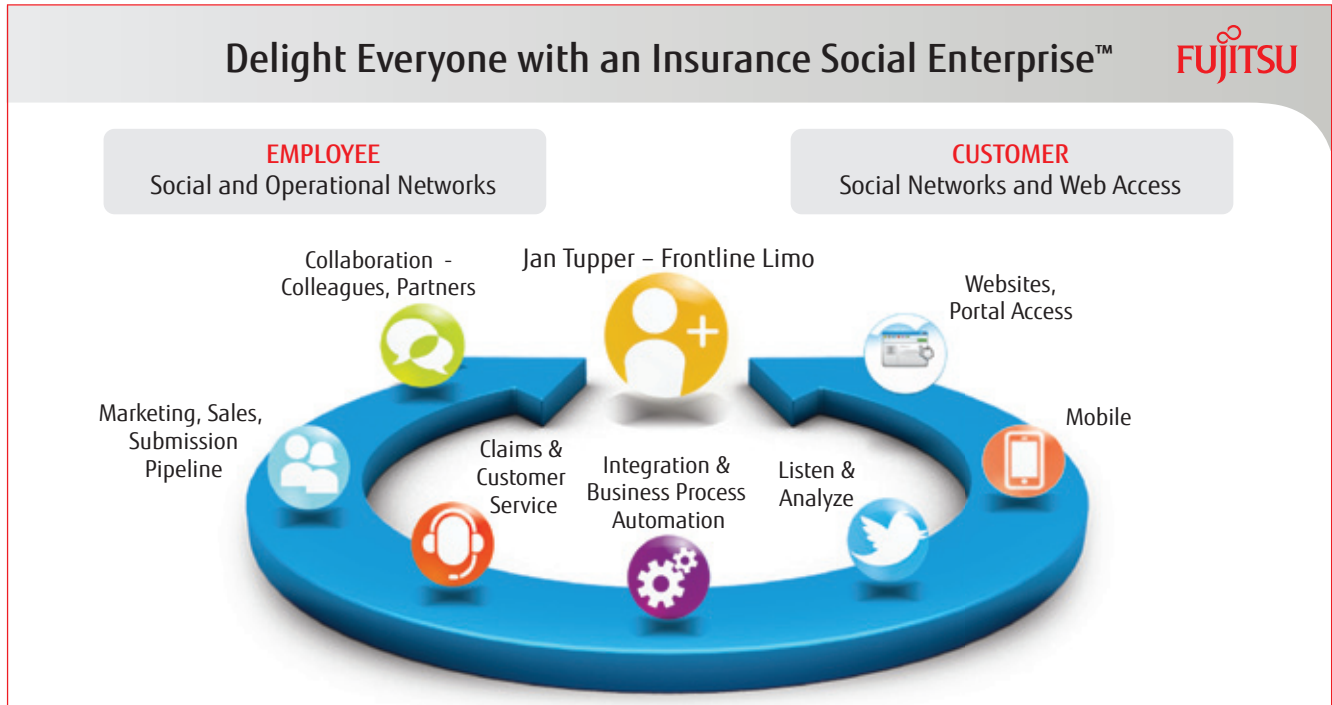 Delight Everyone with an Insurance Social Enterprise™
FUJITSU
EMPLOYEE
Social and Operational Networks
CUSTOMER
Social Networks and Web Access
Collaboration -
Colleagues, Partners
Jan Tupper – Frontline Limo
Websites,
Portal Access
Marketing, Sales,
Submission
Pipeline
Mobile
Claims &
Customer
Service
Integration &
Business Process
Automation
Listen &
Analyze